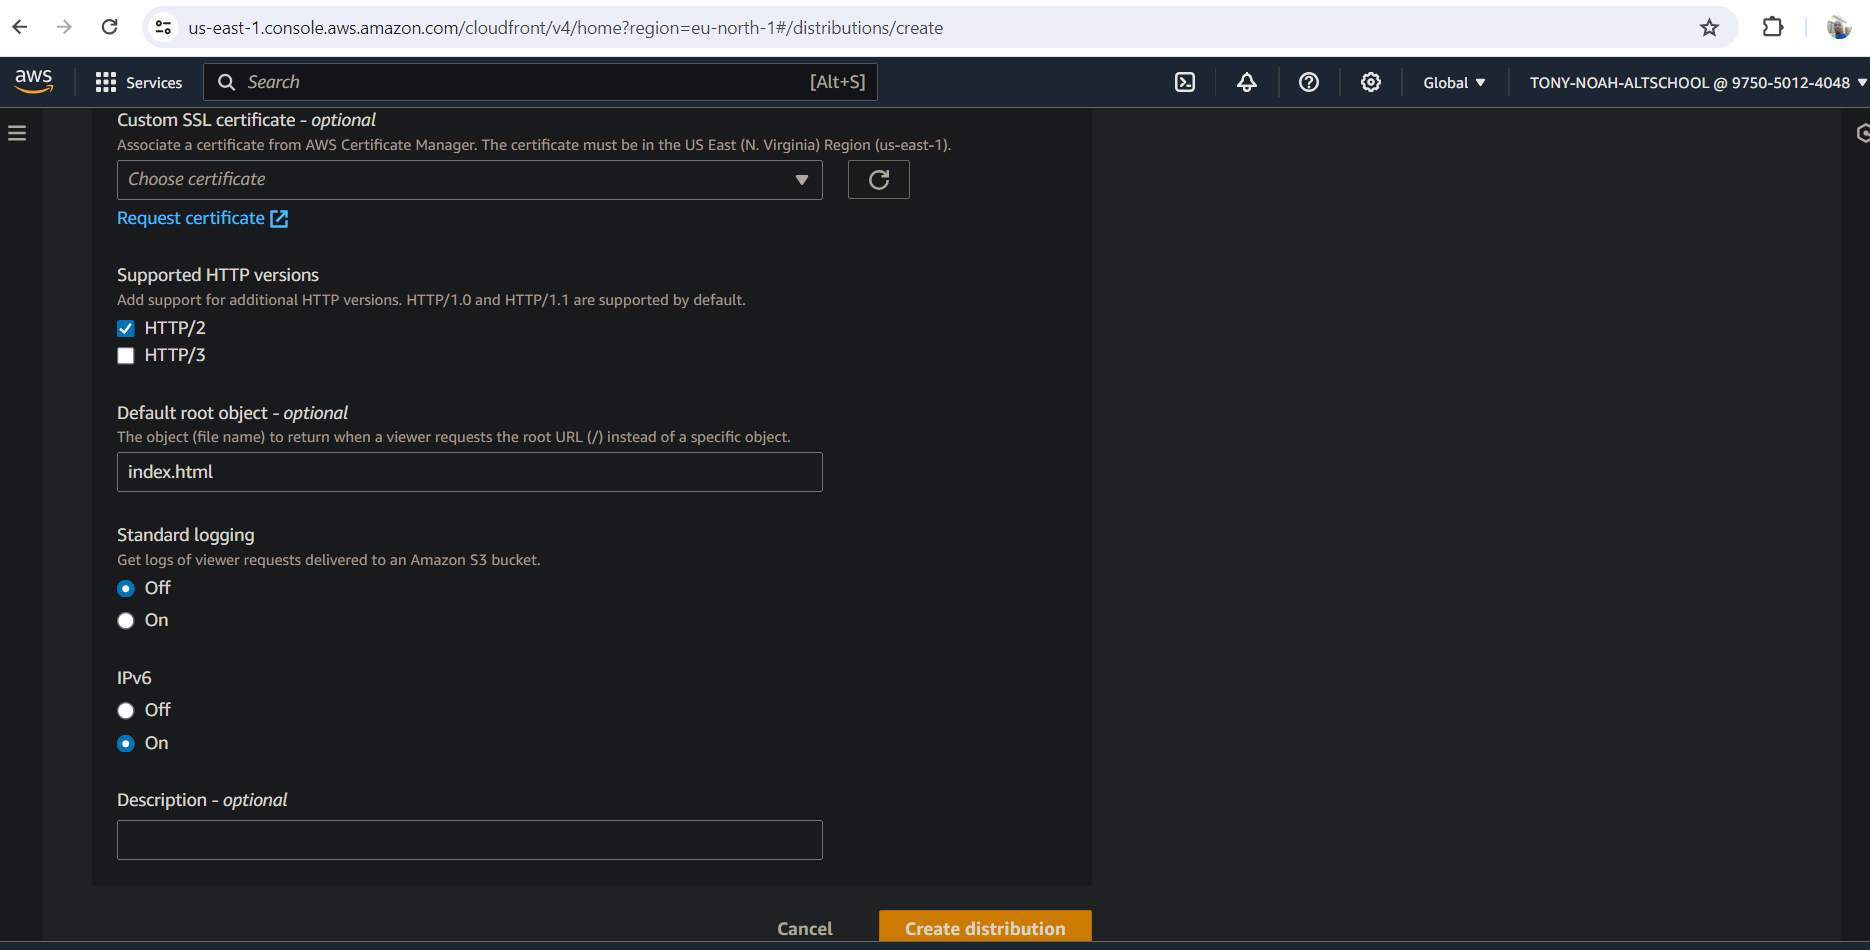 us-east-1.console.aws.amazon.com/cloudfront/v4/home?region=eu-north-1#/distributions/create
aws Services Search [Alt+S] Global TONY-NOAH-ALTSCHOOL @ 9750-5012-4048
Custom SSL certificate - optional
Associate a certificate from AWS Certificate Manager. The certificate must be in the US East (N. Virginia) Region (us-east-1).
Choose certificate
Request certificate
Supported HTTP versions
Add support for additional HTTP versions. HTTP/1.0 and HTTP/1.1 are supported by default.
HTTP/2
HTTP/3
Default root object - optional
The object (file name) to return when a viewer requests the root URL (/) instead of a specific object.
index.html
Standard logging
Get logs of viewer requests delivered to an Amazon S3 bucket.
Off
On
IPv6
Off
On
Description - optional
Cancel Create distribution